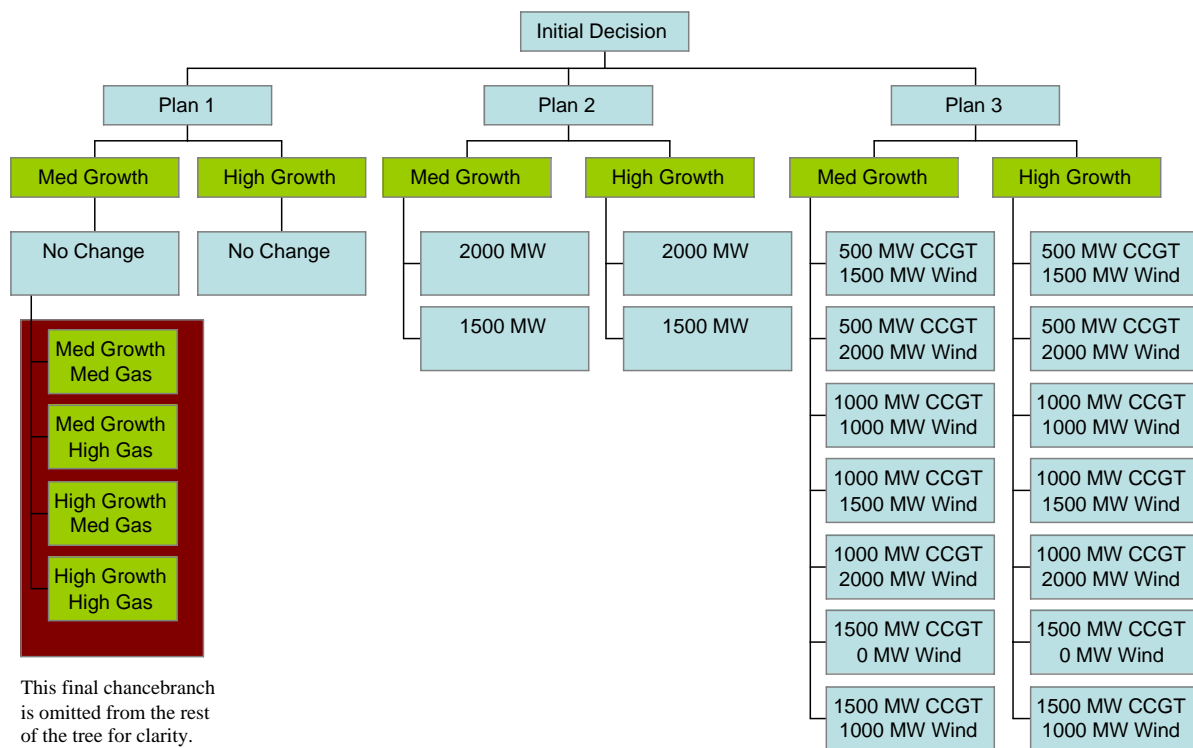 Initial Decision
Plan 1
Plan 2
Plan 3
Med Growth
High Growth
Med Growth
High Growth
Med Growth
High Growth
No Change
No Change
2000 MW
1500 MW
2000 MW
1500 MW
500 MW CCGT
1500 MW Wind
500 MW CCGT
2000 MW Wind
1000 MW CCGT
1000 MW Wind
1000 MW CCGT
1500 MW Wind
1000 MW CCGT
2000 MW Wind
1500 MW CCGT
0 MW Wind
1500 MW CCGT
1000 MW Wind
500 MW CCGT
1500 MW Wind
500 MW CCGT
2000 MW Wind
1000 MW CCGT
1000 MW Wind
1000 MW CCGT
1500 MW Wind
1000 MW CCGT
2000 MW Wind
1500 MW CCGT
0 MW Wind
1500 MW CCGT
1000 MW Wind
Med Growth
Med Gas
Med Growth
High Gas
High Growth
Med Gas
High Growth
High Gas
This final chancebranch
is omitted from the rest
of the tree for clarity.